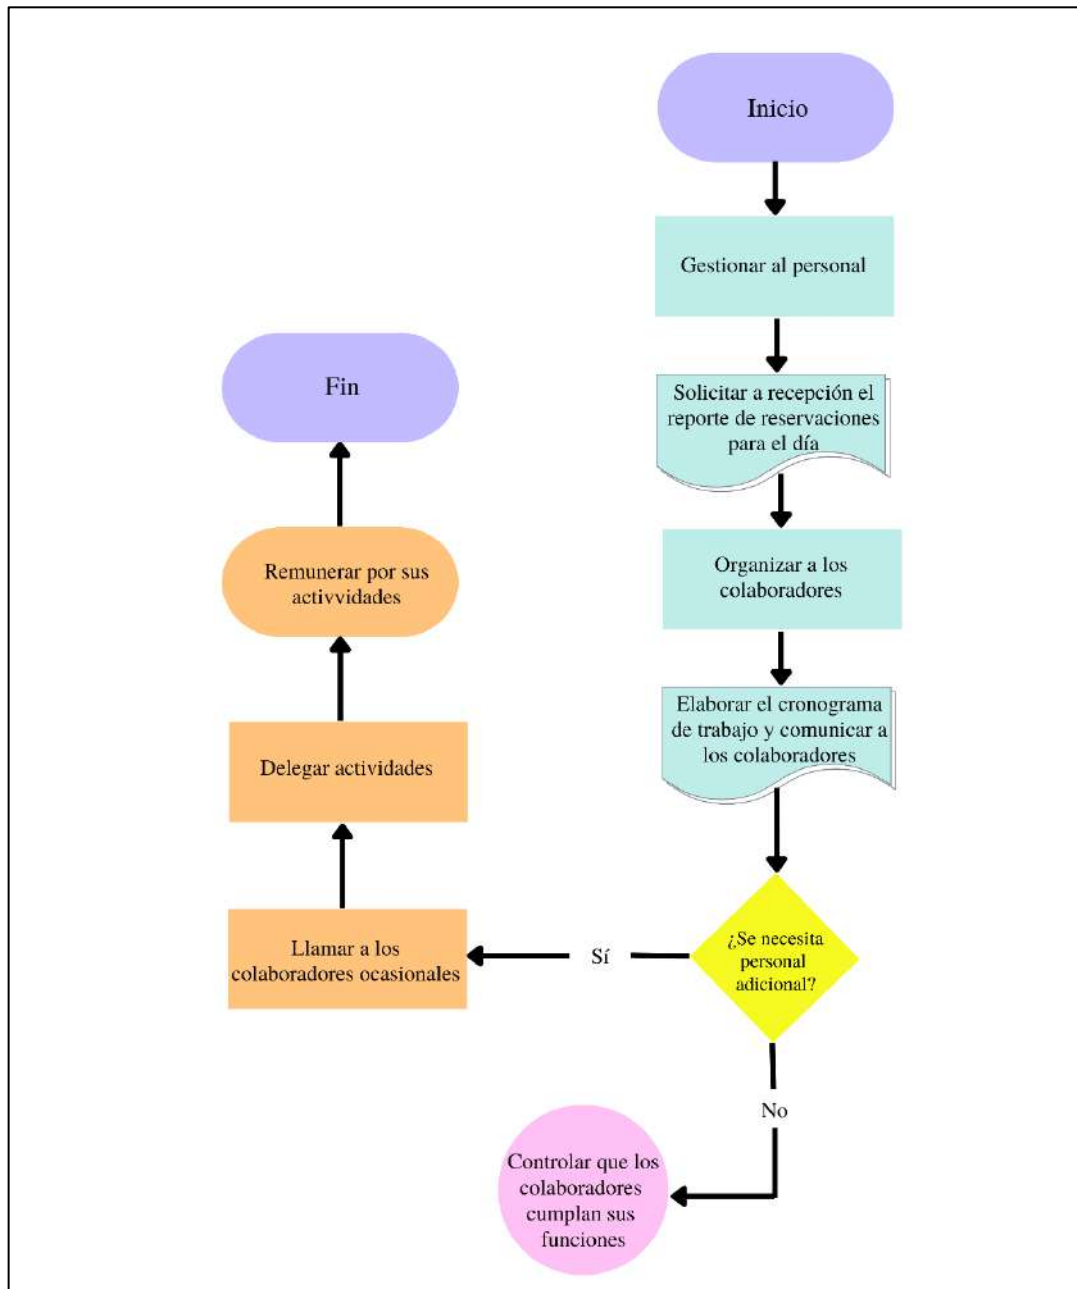 Inicio
Gestionar al personal
Solicitar a recepción el
reporte de reservaciones
para el día
Organizar a los
colaboradores
Elaborar el cronograma
de trabajo y comunicar a
los colaboradores
¿Se necesita
personal
adicional?
Sí
Llamar a los
colaboradores ocasionales
Delegar actividades
Remunerar por sus
activvidades
Fin
No
Controlar que los
colaboradores
cumplan sus
funciones